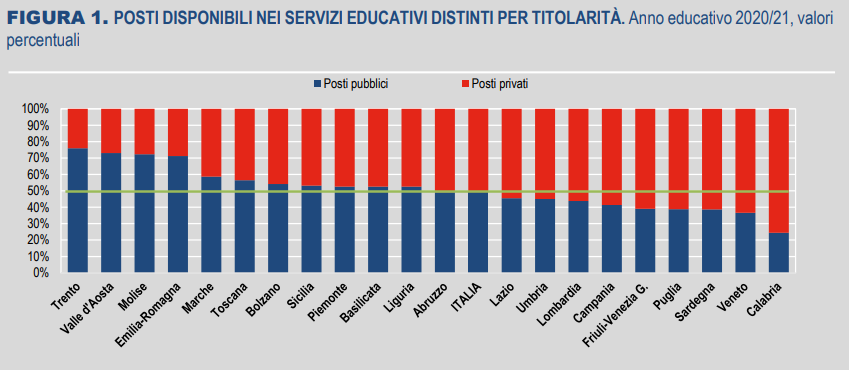 FIGURA 1. POSTI DISPONIBILI NEI SERVIZI EDUCATIVI DISTINTI PER TITOLARITÀ. Anno educativo 2020/21, valori
percentuali
Posti pubblici
Posti privati
100%
90%
80%
70%
60%
50%
40%
30%
20%
10%
0%
Trento
Valle d'Aosta
Molise
Emilia-Romagna
Marche
Toscana
Bolzano
Sicilia
Piemonte
Basilicata
Liguria
Abruzzo
ITALIA
Lazio
Umbria
Lombardia
Campania
Friuli-Venezia G.
Puglia
Sardegna
Veneto
Calabria